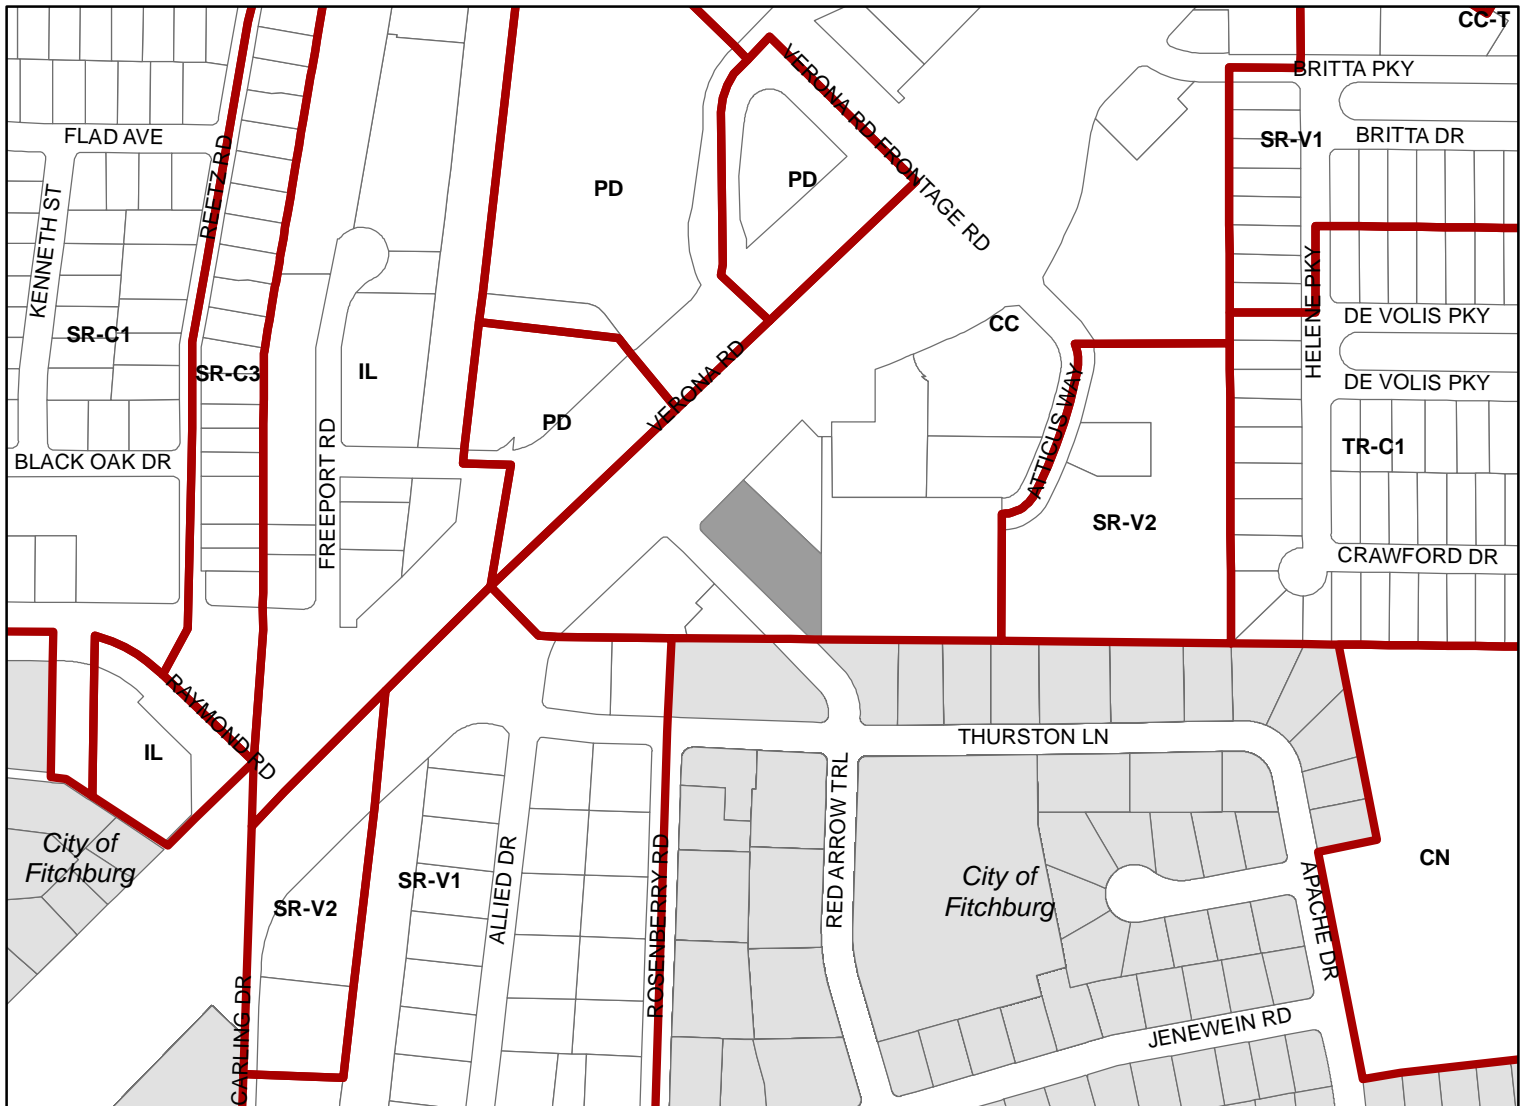 CC-T
VERONA RD FRONTAGE RD
BRITTA PKY
FLAD AVE
SR-V1
BRITTA DR
REETZ RD
PD
PD
KENNETH ST
HELENE PKY
SR-C1
CC
DE VOLIS PKY
SR-C3
IL
VERONA RD
DE VOLIS PKY
PD
ATTICUS WAY
TR-C1
BLACK OAK DR
FREEPORT RD
SR-V2
CRAWFORD DR
RAYMOND RD
IL
THURSTON LN
City of
Fitchburg
RED ARROW TRL
CN
SR-V1
ALLIED DR
ROSENBERRY RD
City of
Fitchburg
SR-V2
APACHE DR
CARLING DR
JENEWEIN RD